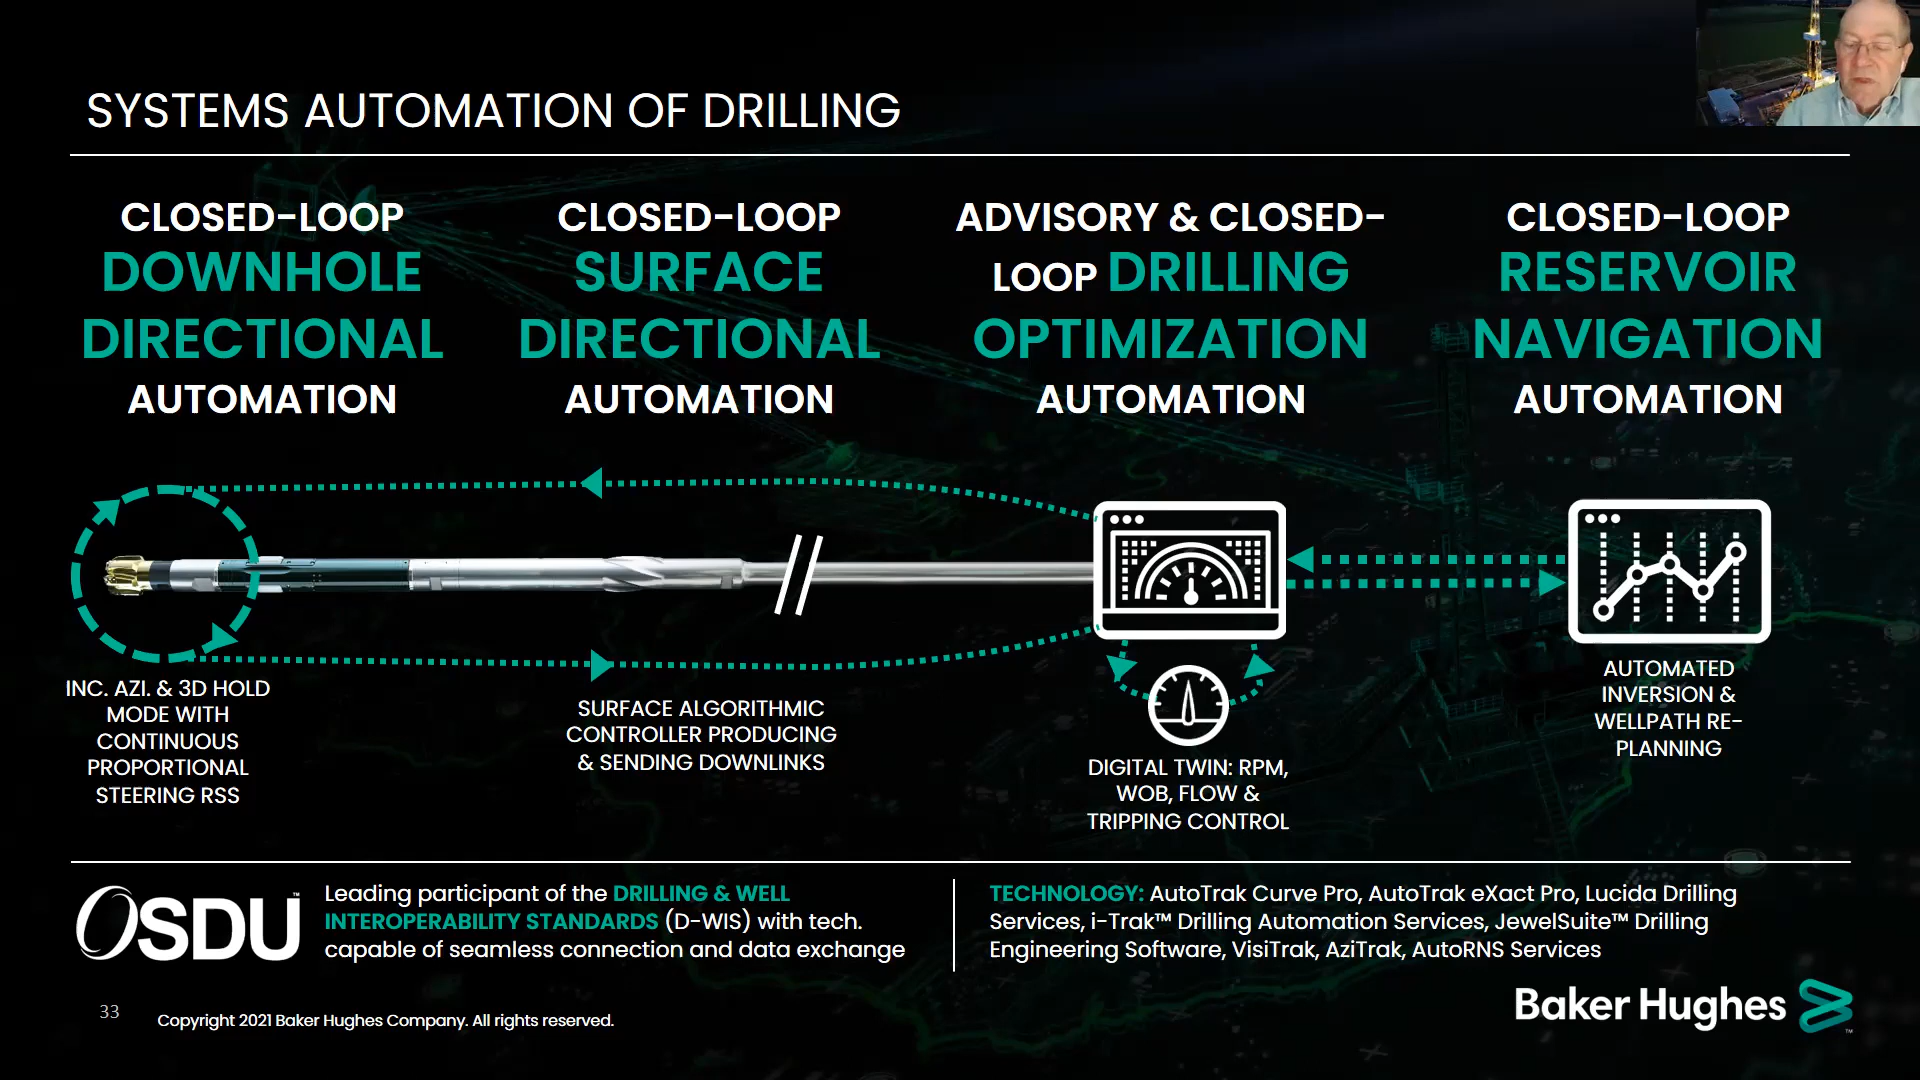 SYSTEMS AUTOMATION OF DRILLING
CLOSED-LOOP
DOWNHOLE
DIRECTIONAL
AUTOMATION
CLOSED-LOOP
SURFACE
DIRECTIONAL
AUTOMATION
ADVISORY & CLOSED-
LOOP DRILLING
OPTIMIZATION
AUTOMATION
CLOSED-LOOP
RESERVOIR
NAVIGATION
AUTOMATION
INC. AZI. & 3D HOLD
MODE WITH
CONTINUOUS
PROPORTIONAL
STEERING RSS
SURFACE ALGORITHMIC
CONTROLLER PRODUCING
& SENDING DOWNLINKS
DIGITAL TWIN: RPM,
WOB, FLOW &
TRIPPING CONTROL
AUTOMATED
INVERSION &
WELLPATH RE-
PLANNING
OSDU™
Leading participant of the DRILLING & WELL
INTEROPERABILITY STANDARDS (D-WIS) with tech.
capable of seamless connection and data exchange
TECHNOLOGY: AutoTrak Curve Pro, AutoTrak eXact Pro, Lucida Drilling
Services, i-Trak™ Drilling Automation Services, JewelSuite™ Drilling
Engineering Software, VisiTrak, AziTrak, AutoRNS Services
33
Copyright 2021 Baker Hughes Company. All rights reserved.
Baker Hughes ™